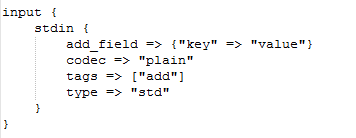 input {
    stdin {
        add_field => {"key" => "value"}
        codec => "plain"
        tags => ["add"]
        type => "std"
    }
}